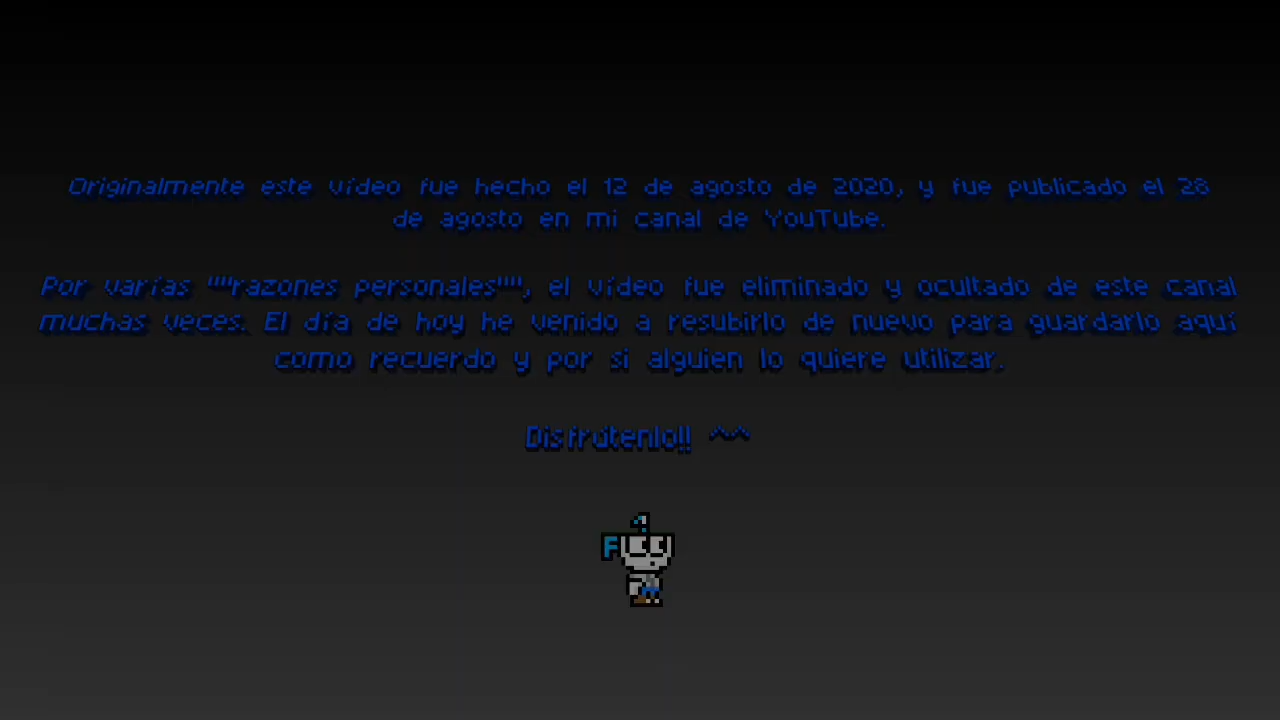 Originalmente este vídeo fue hecho el 12 de agosto de 2020, y fue publicado el 28
de agosto en mi canal de YouTube.
Por varías ""razones personales"", el vídeo fue eliminado y ocultado de este canal
muchas veces. El día de hoy he venido a resubirlo de nuevo para guardarlo aquí
como recuerdo y por si alguien lo quiere utilizar.
Disfrútenlo!! ^^
F